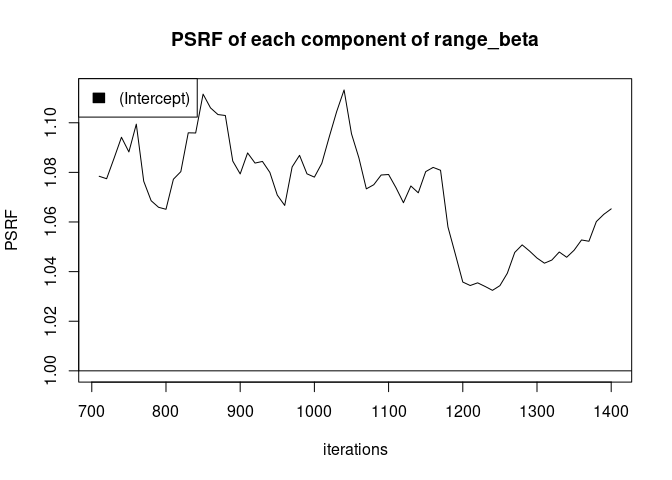 PSRF of each component of range_beta
(Intercept)
PSRF
1.10
1.08
1.06
1.04
1.02
1.00
700 800 900 1000 1100 1200 1300 1400
iterations